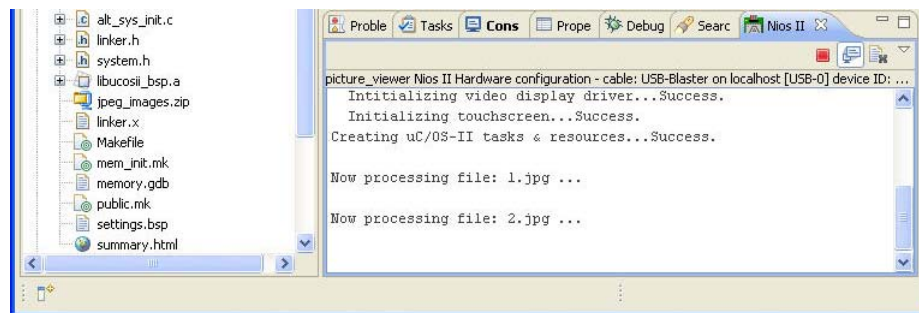 alt_sys_init.c
linker.h
system.h
libucosii_bsp.a
jpeg_images.zip
linker.x
Makefile
mem_init.mk
memory.gdb
public.mk
settings.bsp
summary.html
Proble Tasks Cons Prope Debug Searc Nios II
picture_viewer Nios II Hardware configuration - cable: USB-Blaster on localhost [USB-0] device ID: ...
Intitializing video display driver...Success.
Initializing touchscreen...Success.
Creating uC/OS-II tasks & resources...Success.
Now processing file: 1.jpg ...
Now processing file: 2.jpg ...